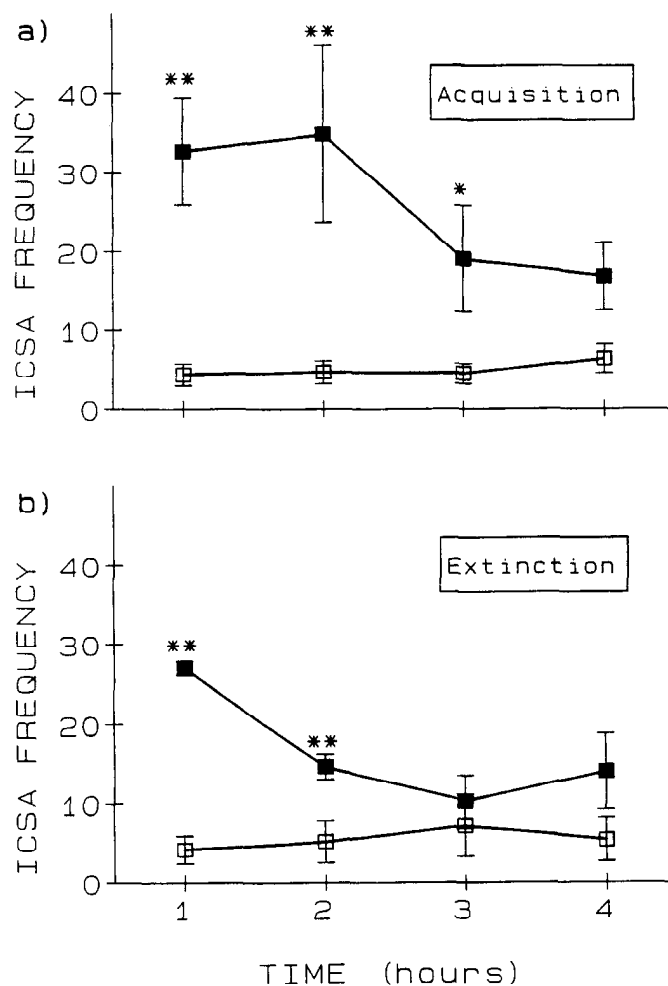 a)
**
**
*
Acquisition
ICSA FREQUENCY
40
30
20
10
0
b)
**
**
Extinction
ICSA FREQUENCY
40
30
20
10
0
1 2 3 4
TIME (hours)